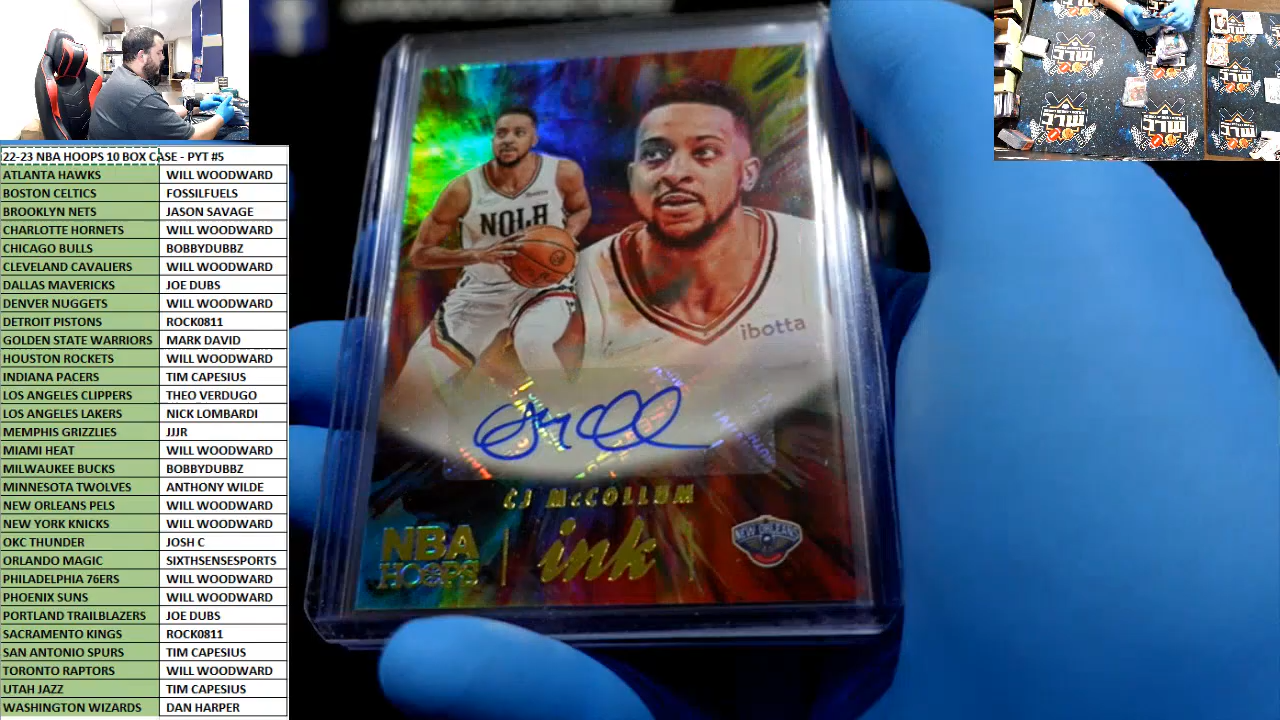 22-23 NBA HOOPS 10 BOX CASE - PYT #5
ATLANTA HAWKS WILL WOODWARD
BOSTON CELTICS FOSSILFUELS
BROOKLYN NETS JASON SAVAGE
CHARLOTTE HORNETS WILL WOODWARD
CHICAGO BULLS BOBBYDUBBZ
CLEVELAND CAVALIERS WILL WOODWARD
DALLAS MAVERICKS JOE DUBS
DENVER NUGGETS WILL WOODWARD
DETROIT PISTONS ROCK0811
GOLDEN STATE WARRIORS MARK DAVID
HOUSTON ROCKETS WILL WOODWARD
INDIANA PACERS TIM CAPESIUS
LOS ANGELES CLIPPERS THEO VERDUGO
LOS ANGELES LAKERS NICK LOMBARDI
MEMPHIS GRIZZLIES JJJR
MIAMI HEAT WILL WOODWARD
MILWAUKEE BUCKS BOBBYDUBBZ
MINNESOTA TWOLVES ANTHONY WILDE
NEW ORLEANS PELS WILL WOODWARD
NEW YORK KNICKS WILL WOODWARD
OKC THUNDER JOSH C
ORLANDO MAGIC SIXTHSENSESPORTS
PHILADELPHIA 76ERS WILL WOODWARD
PHOENIX SUNS WILL WOODWARD
PORTLAND TRAILBLAZERS JOE DUBS
SACRAMENTO KINGS ROCK0811
SAN ANTONIO SPURS TIM CAPESIUS
TORONTO RAPTORS WILL WOODWARD
UTAH JAZZ TIM CAPESIUS
WASHINGTON WIZARDS DAN HARPER
NOLA
ibotta
CJ McCOLLUM
NBA HOOPS ink
NEW ORLEANS